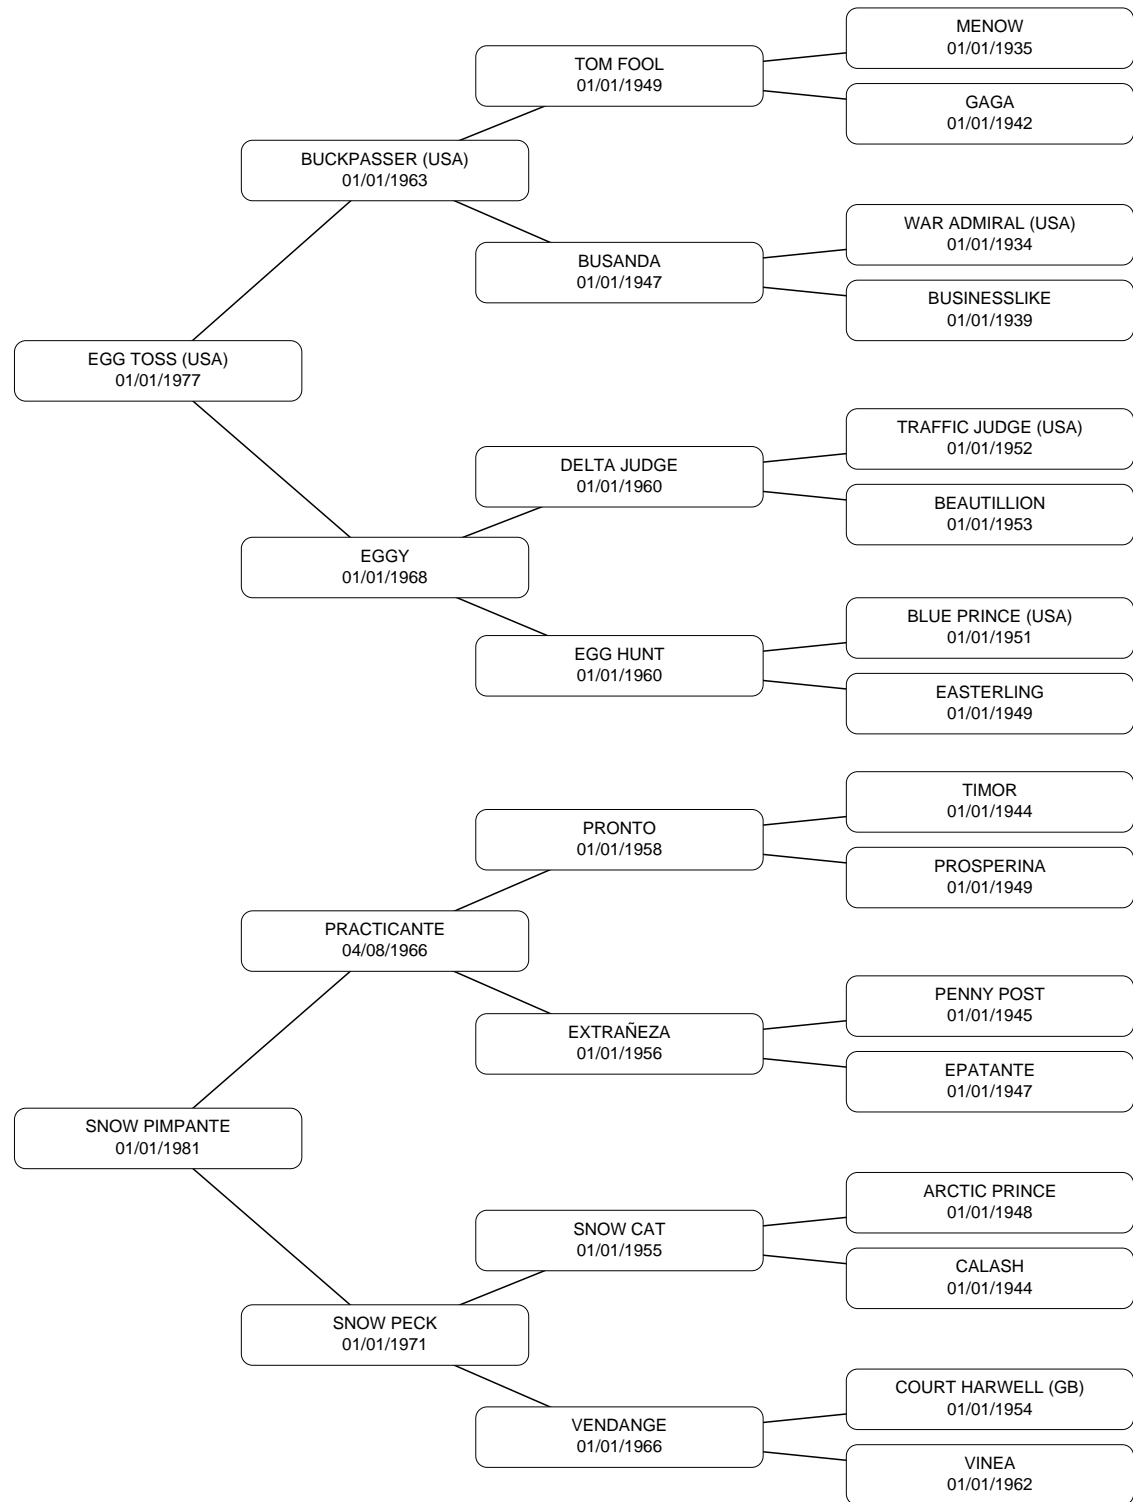 MENOW
01/01/1935
TOM FOOL
01/01/1949
GAGA
01/01/1942
BUCKPASSER (USA)
01/01/1963
WAR ADMIRAL (USA)
01/01/1934
BUSANDA
01/01/1947
BUSINESSLIKE
01/01/1939
EGG TOSS (USA)
01/01/1977
TRAFFIC JUDGE (USA)
01/01/1952
DELTA JUDGE
01/01/1960
BEAUTILLION
01/01/1953
EGGY
01/01/1968
BLUE PRINCE (USA)
01/01/1951
EGG HUNT
01/01/1960
EASTERLING
01/01/1949
TIMOR
01/01/1944
PRONTO
01/01/1958
PROSPERINA
01/01/1949
PRACTICANTE
04/08/1966
PENNY POST
01/01/1945
EXTRAÑEZA
01/01/1956
EPATANTE
01/01/1947
SNOW PIMPANTE
01/01/1981
ARCTIC PRINCE
01/01/1948
SNOW CAT
01/01/1955
CALASH
01/01/1944
SNOW PECK
01/01/1971
COURT HARWELL (GB)
01/01/1954
VENDANGE
01/01/1966
VINEA
01/01/1962